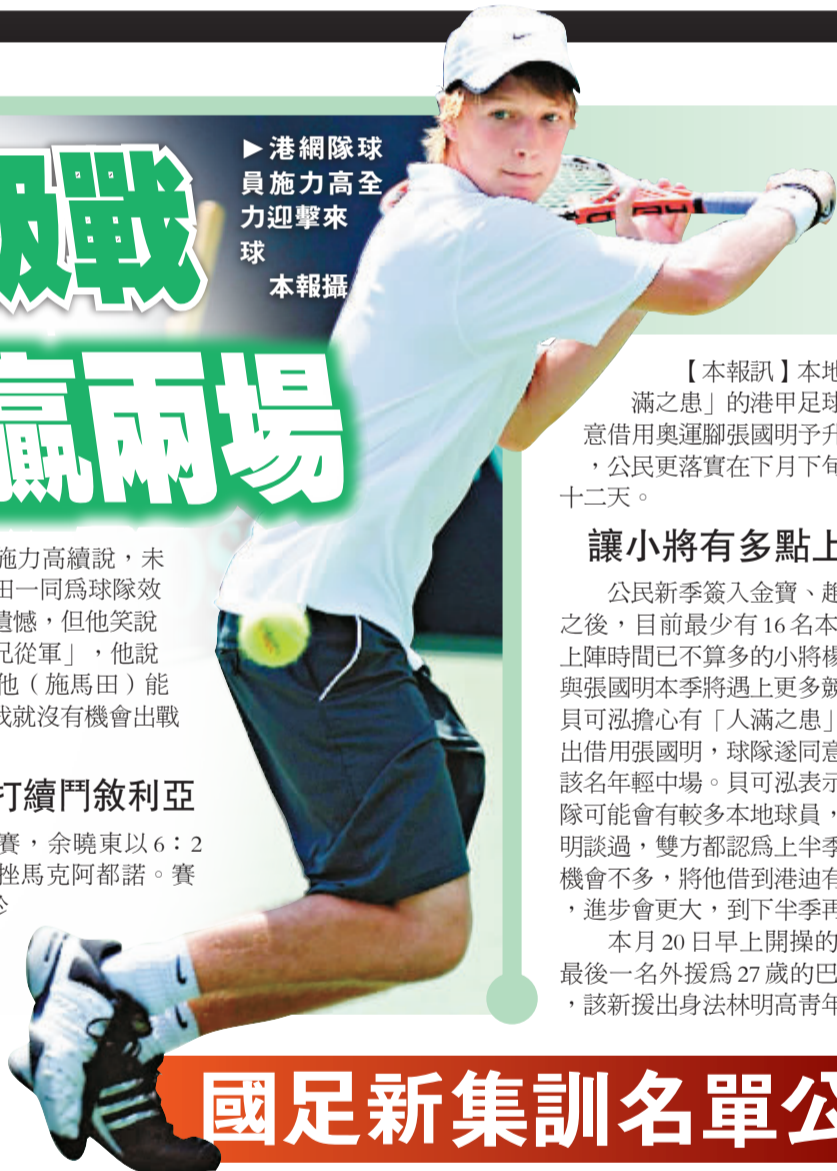 級戰
贏兩場
▶港網隊球
員施力高全
力迎擊來
球
本報攝
施力高續說，未
田一同為球隊效
遺憾，但他笑說
兄從軍」，他說
他（施馬田）能
我就沒有機會出戰
打續鬥敘利亞
賽，余曉東以6：2
挫馬克阿都諾。賽
【本報訊】本地
滿之患」的港甲足球
意借用奧運腳張國明予升
，公民更落實在下月下旬
十二天。
讓小將有多點上
公民新季簽入金寶、趙
之後，目前最少有16名本
上陣時間已不算多的小將楊
與張國明本季將遇上更多競
貝可泓擔心有「人滿之患」
出借用張國明，球隊遂同意
該名年輕中場。貝可泓表示
隊可能會有較多本地球員，
明談過，雙方都認為上半季
機會不多，將他借到港迪有
，進步會更大，到下半季再
本月20日早上開操的
最後一名外援為27歲的巴
，該新援出身法林明高青年
國足新集訓名單公